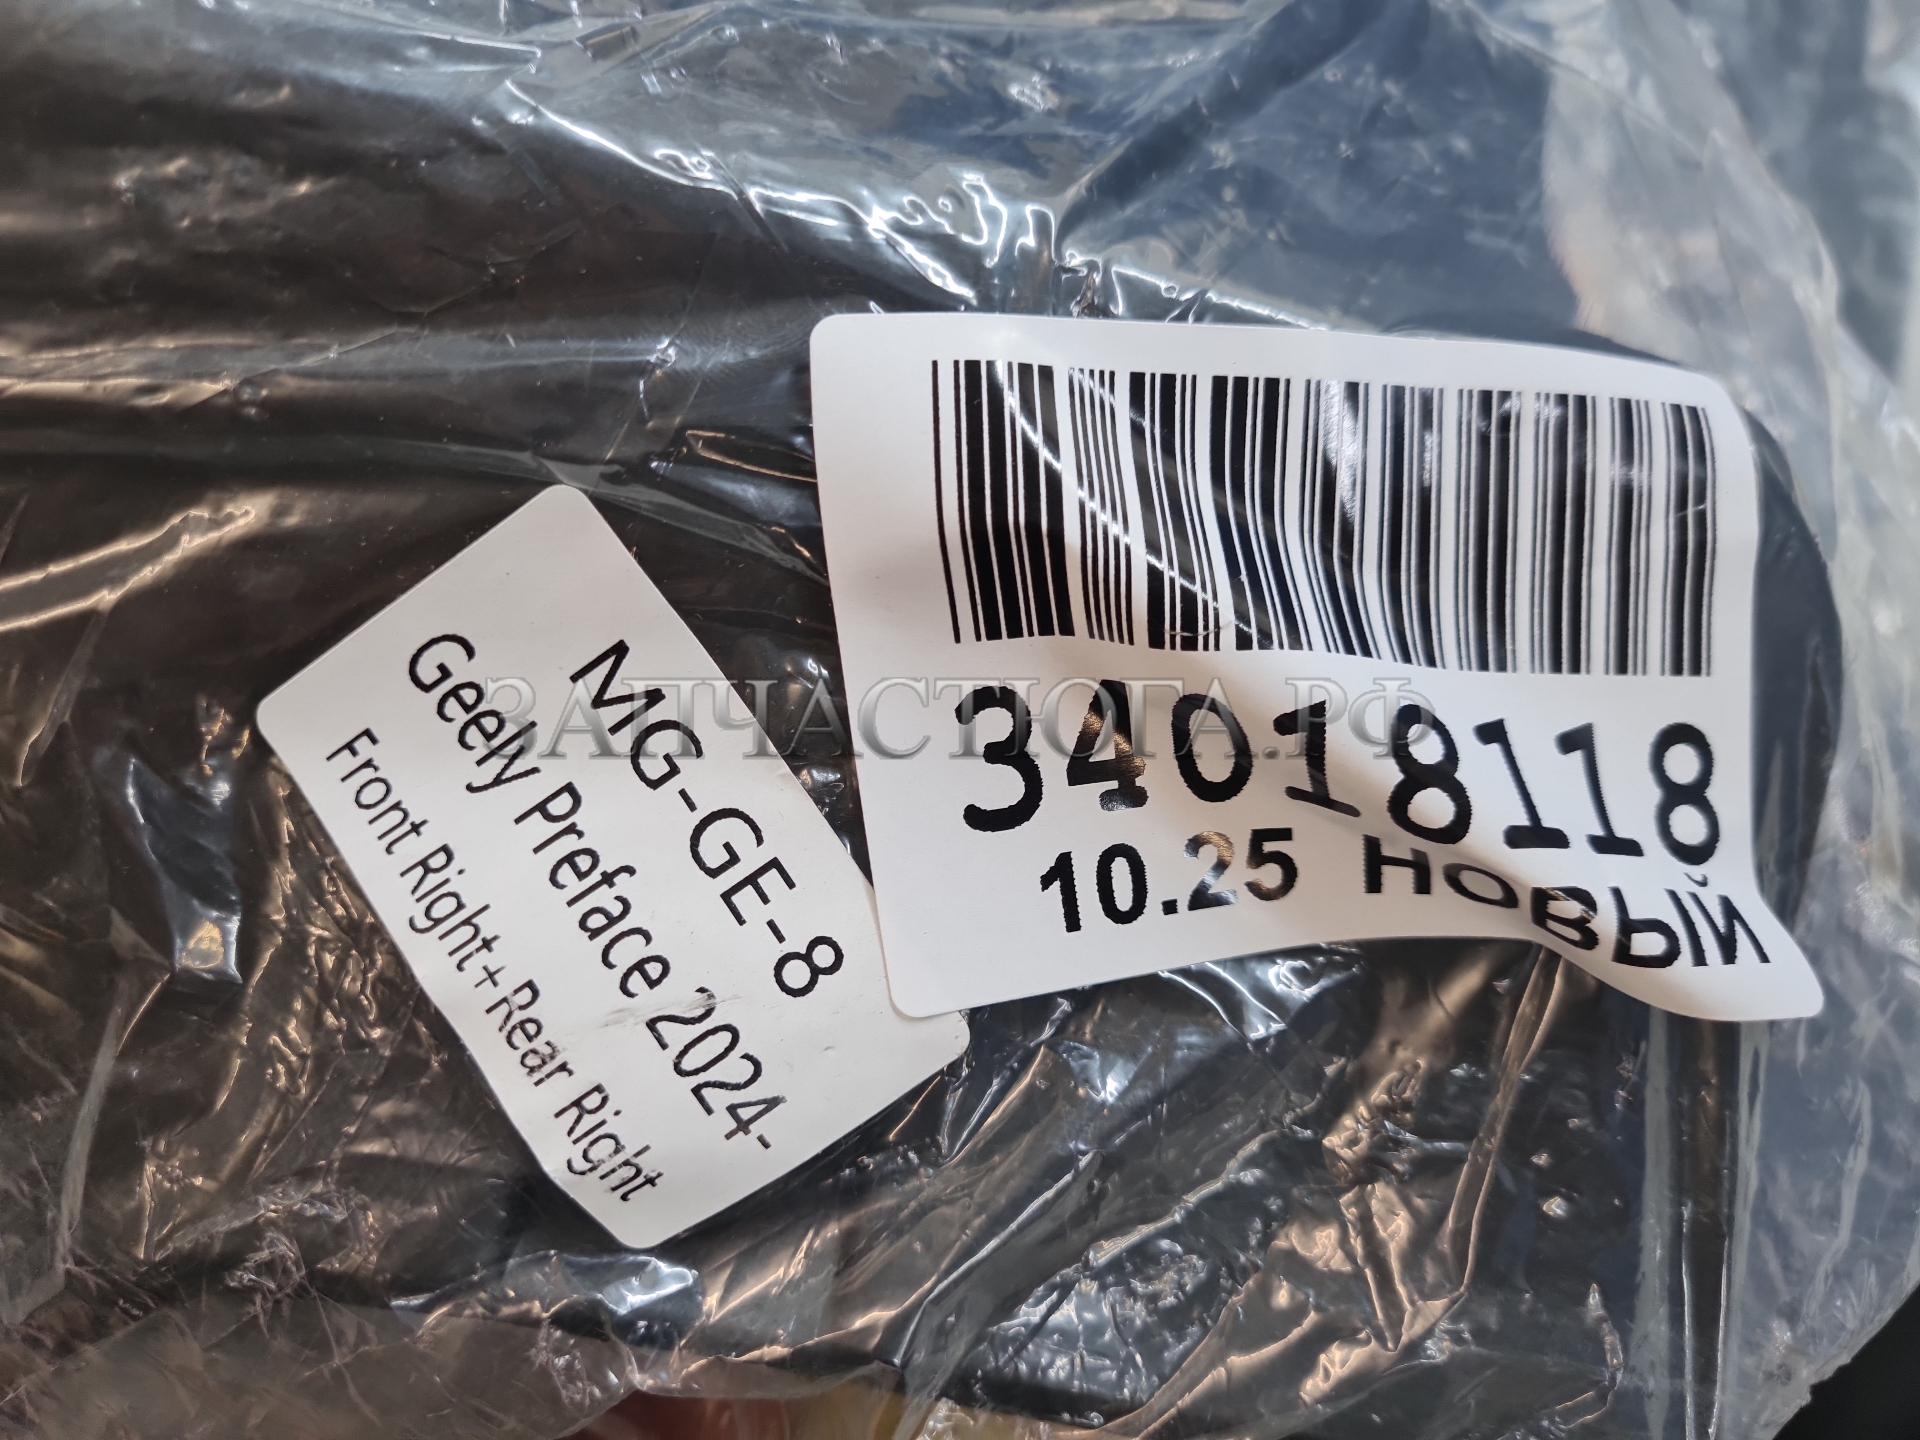 MG-GE-8
Geely Preface 2024-
Front Right+Rear Right
34018118
10.25 новый
ЗАПЧАСТЮГА.РФ